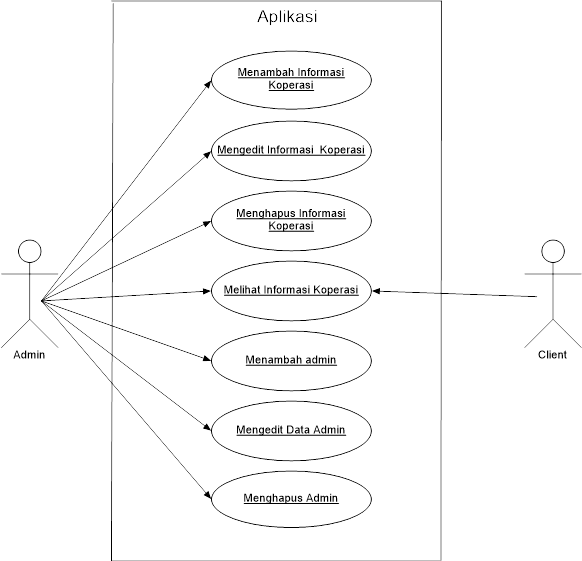 Aplikasi
Menambah Informasi
Koperasi
Mengedit Informasi Koperasi
Menghapus Informasi
Koperasi
Melihat Informasi Koperasi
Admin
Client
Menambah admin
Mengedit Data Admin
Menghapus Admin